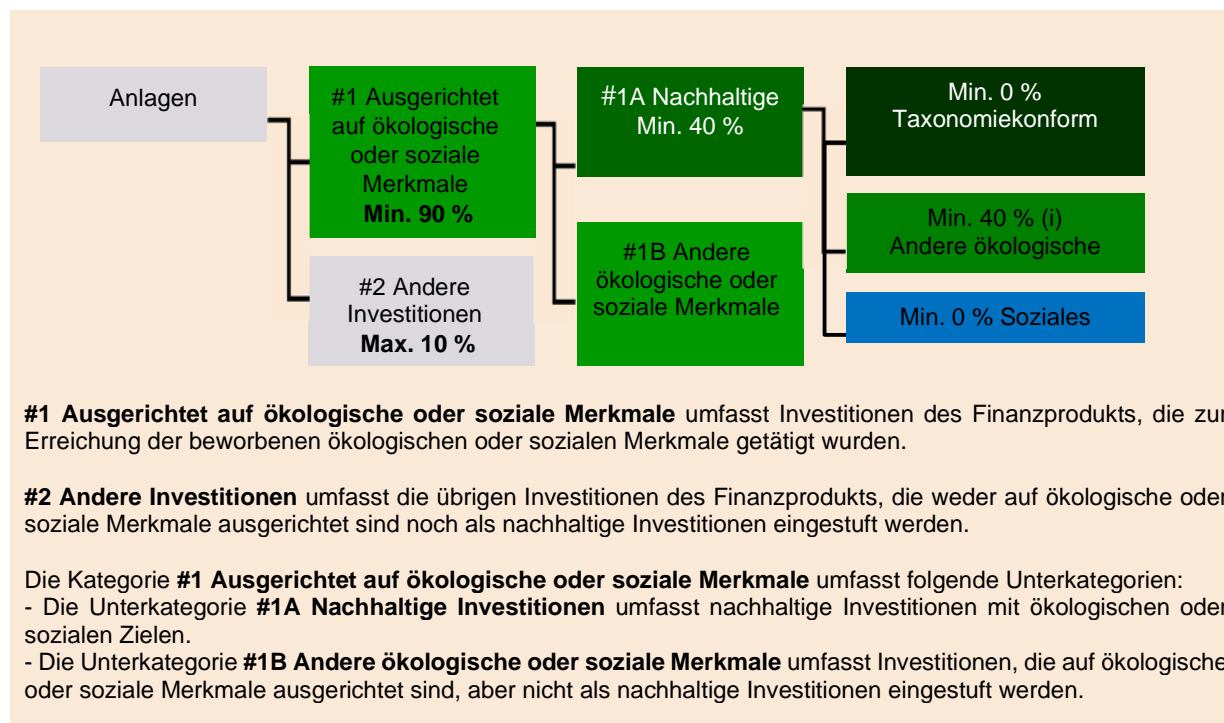 Anlagen
#1 Ausgerichtet
auf ökologische
oder soziale
Merkmale
Min. 90 %
#2 Andere
Investitionen
Max. 10 %
#1A Nachhaltige
Min. 40 %
#1B Andere
ökologische oder
soziale Merkmale
Min. 0 %
Taxonomiekonform
Min. 40 % (i)
Andere ökologische
Min. 0 % Soziales
#1 Ausgerichtet auf ökologische oder soziale Merkmale umfasst Investitionen des Finanzprodukts, die zur
Erreichung der beworbenen ökologischen oder sozialen Merkmale getätigt wurden.
#2 Andere Investitionen umfasst die übrigen Investitionen des Finanzprodukts, die weder auf ökologische oder
soziale Merkmale ausgerichtet sind noch als nachhaltige Investitionen eingestuft werden.
Die Kategorie #1 Ausgerichtet auf ökologische oder soziale Merkmale umfasst folgende Unterkategorien:
- Die Unterkategorie #1A Nachhaltige Investitionen umfasst nachhaltige Investitionen mit ökologischen oder
sozialen Zielen.
- Die Unterkategorie #1B Andere ökologische oder soziale Merkmale umfasst Investitionen, die auf ökologische
oder soziale Merkmale ausgerichtet sind, aber nicht als nachhaltige Investitionen eingestuft werden.